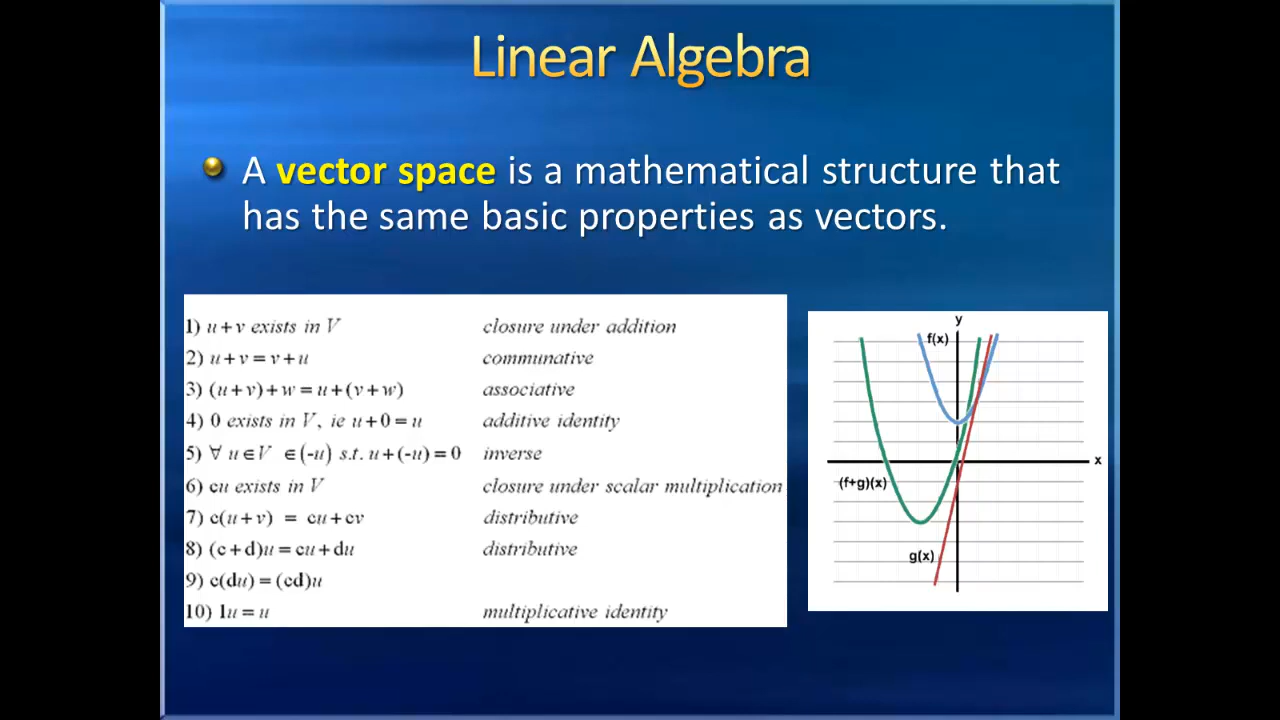 Linear Algebra
A vector space is a mathematical structure that
has the same basic properties as vectors.
1) u+v exists in V closure under addition
2) u+v=v+u communative
3) (u+v)+w=u+(v+w) associative
4) 0 exists in V, ie u+0=u additive identity
5) ∀ u∈V ∈(-u) s.t. u+(-u)=0 inverse
6) cu exists in V closure under scalar multiplication
7) c(u+v) = cu+cv distributive
8) (c+d)u=cu+du distributive
9) c(du)=(cd)u
10) 1u=u multiplicative identity
y
f(x)
x
(f+g)(x)
g(x)